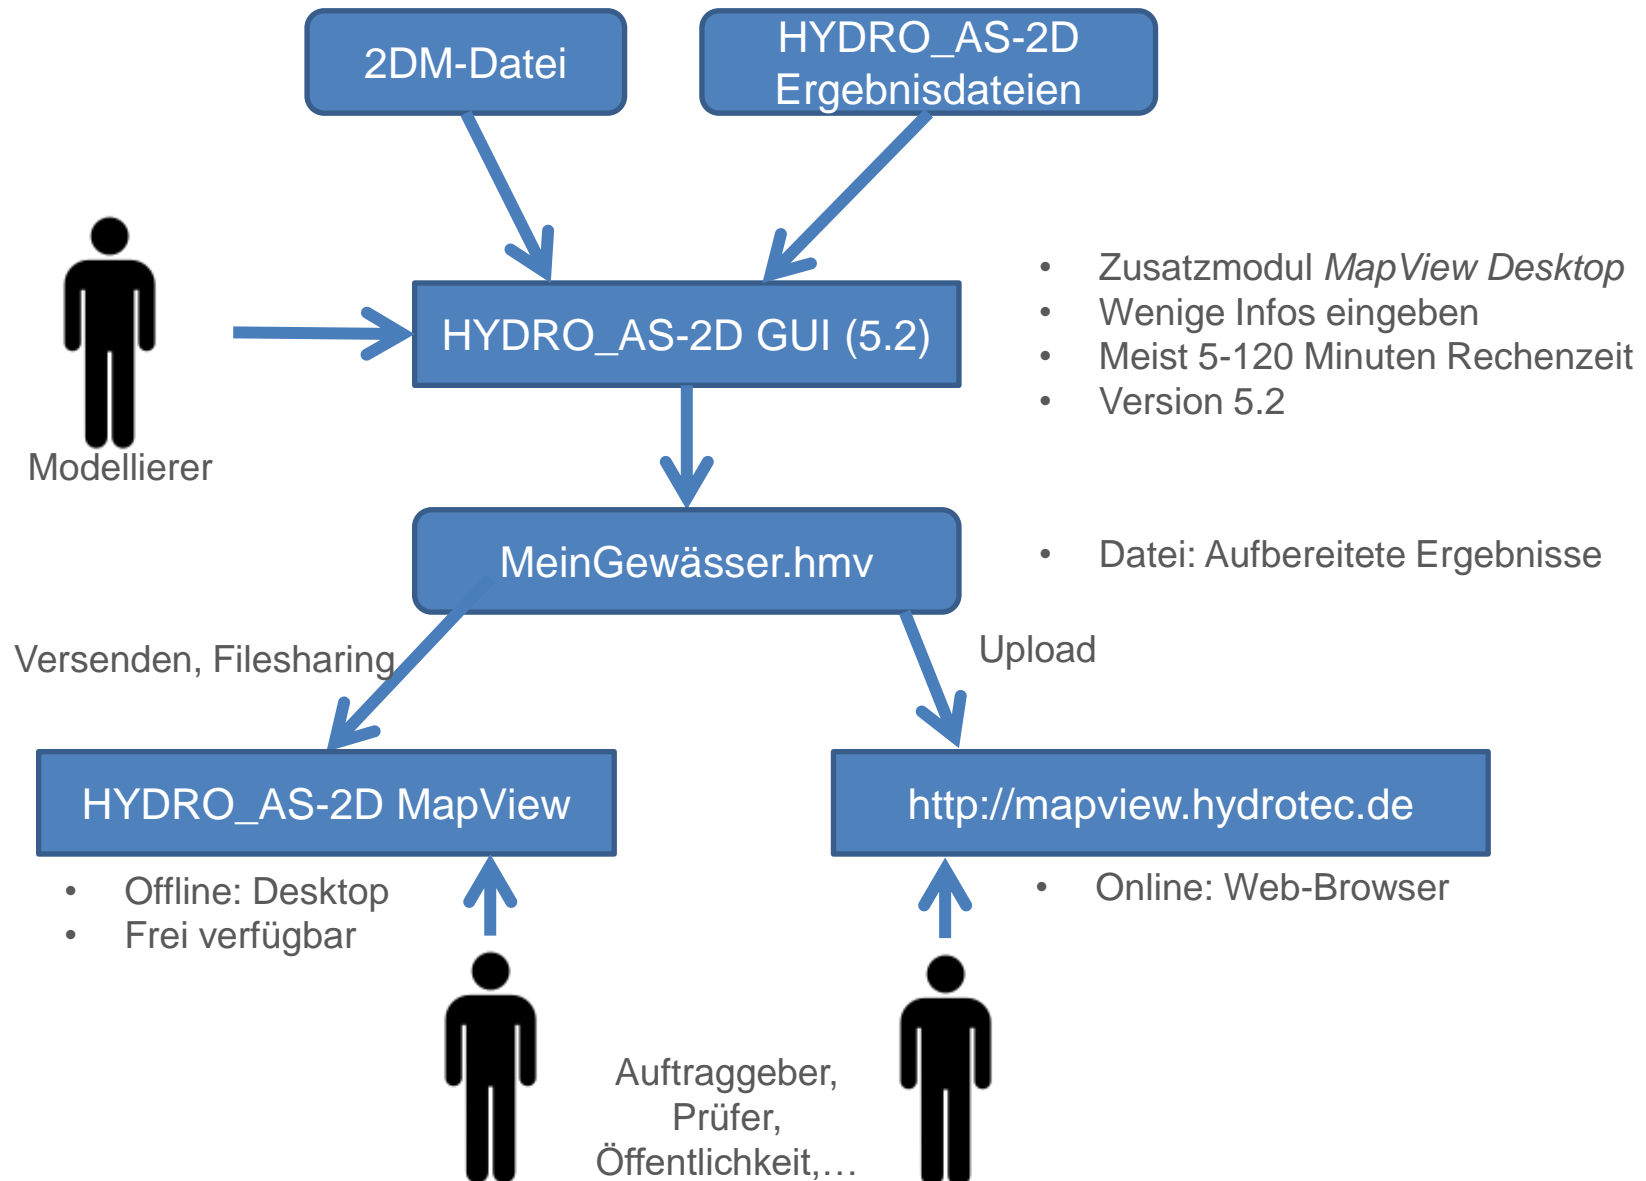 2DM-Datei
HYDRO_AS-2D
Ergebnisdateien
HYDRO_AS-2D GUI (5.2)
• Zusatzmodul MapView Desktop
• Wenige Infos eingeben
• Meist 5-120 Minuten Rechenzeit
• Version 5.2
Modellierer
MeinGewässer.hmv
• Datei: Aufbereitete Ergebnisse
Versenden, Filesharing
Upload
HYDRO_AS-2D MapView
http://mapview.hydrotec.de
• Offline: Desktop
• Frei verfügbar
• Online: Web-Browser
Auftraggeber,
Prüfer,
Öffentlichkeit,…